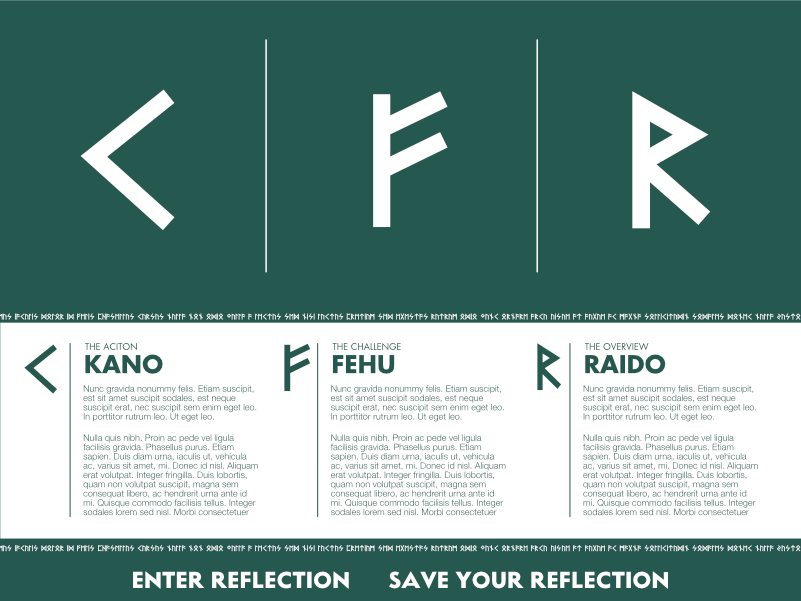 ᚲ ᚠ ᚱ
THE ACITON
KANO
Nunc gravida nonummy felis. Etiam suscipit,
est sit amet suscipit sodales, est neque
suscipit erat, nec suscipit sem enim eget leo.
In porttitor rutrum leo. Ut eget leo.
Nulla quis nibh. Proin ac pede vel ligula
facilisis gravida. Phasellus purus. Etiam
sapien. Duis diam urna, iaculis ut, vehicula
ac, varius sit amet, mi. Donec id nisl. Aliquam
erat volutpat. Integer fringilla. Duis lobortis,
quam non volutpat suscipit, magna sem
consequat libero, ac hendrerit urna ante id
mi. Quisque commodo facilisis tellus. Integer
sodales lorem sed nisl. Morbi consectetuer
ᚠ
THE CHALLENGE
FEHU
Nunc gravida nonummy felis. Etiam suscipit,
est sit amet suscipit sodales, est neque
suscipit erat, nec suscipit sem enim eget leo.
In porttitor rutrum leo. Ut eget leo.
Nulla quis nibh. Proin ac pede vel ligula
facilisis gravida. Phasellus purus. Etiam
sapien. Duis diam urna, iaculis ut, vehicula
ac, varius sit amet, mi. Donec id nisl. Aliquam
erat volutpat. Integer fringilla. Duis lobortis,
quam non volutpat suscipit, magna sem
consequat libero, ac hendrerit urna ante id
mi. Quisque commodo facilisis tellus. Integer
sodales lorem sed nisl. Morbi consectetuer
ᚱ
THE OVERVIEW
RAIDO
Nunc gravida nonummy felis. Etiam suscipit,
est sit amet suscipit sodales, est neque
suscipit erat, nec suscipit sem enim eget leo.
In porttitor rutrum leo. Ut eget leo.
Nulla quis nibh. Proin ac pede vel ligula
facilisis gravida. Phasellus purus. Etiam
sapien. Duis diam urna, iaculis ut, vehicula
ac, varius sit amet, mi. Donec id nisl. Aliquam
erat volutpat. Integer fringilla. Duis lobortis,
quam non volutpat suscipit, magna sem
consequat libero, ac hendrerit urna ante id
mi. Quisque commodo facilisis tellus. Integer
sodales lorem sed nisl. Morbi consectetuer
ENTER REFLECTION
SAVE YOUR REFLECTION